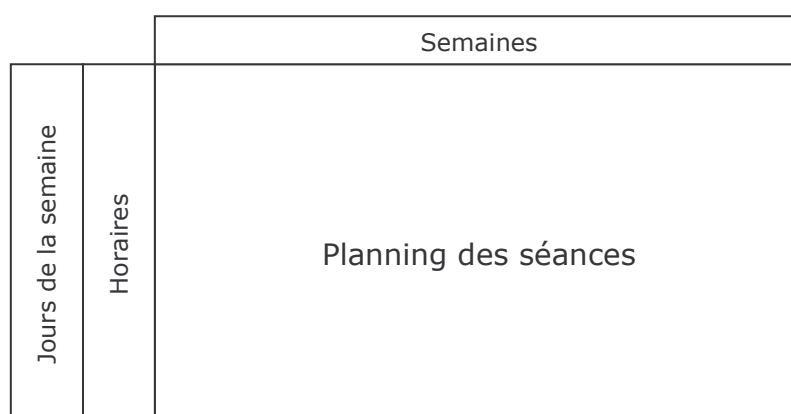 Semaines
Jours de la semaine
Horaires
Planning des séances